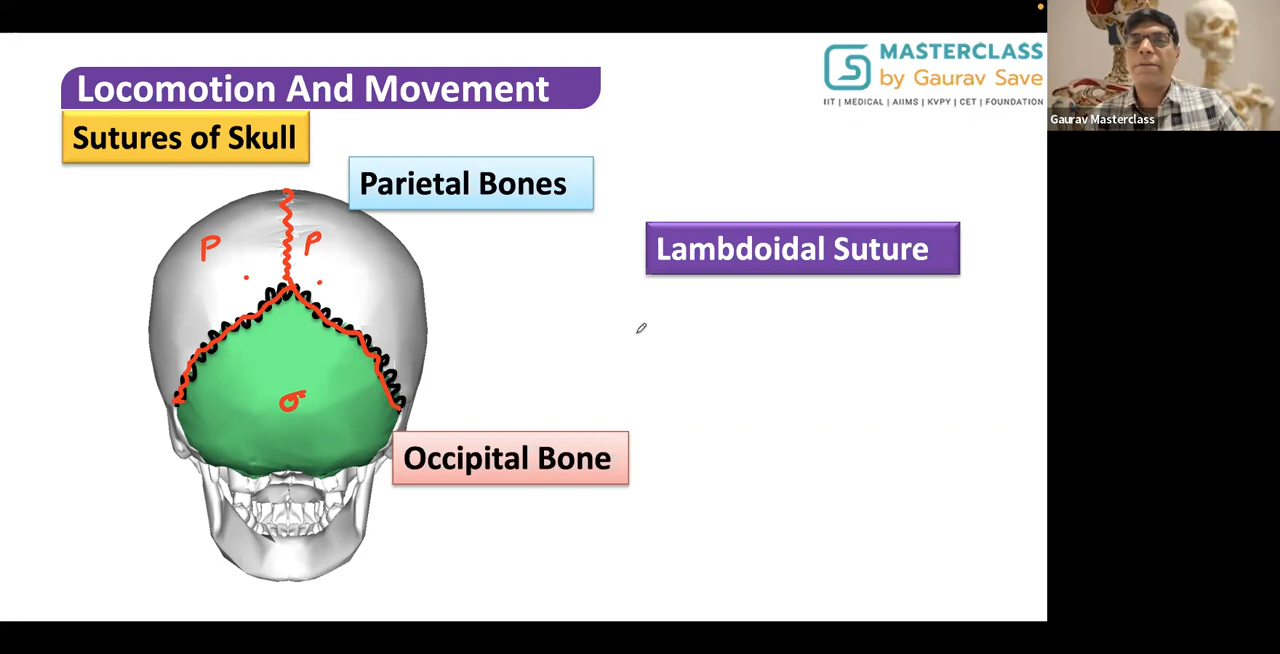 MASTERCLASS
by Gaurav Save
IIT | MEDICAL | AIIMS | KVPY | CET | FOUNDATION
Gaurav Masterclass
Locomotion And Movement
Sutures of Skull
Parietal Bones
P P
Lambdoidal Suture
O
Occipital Bone